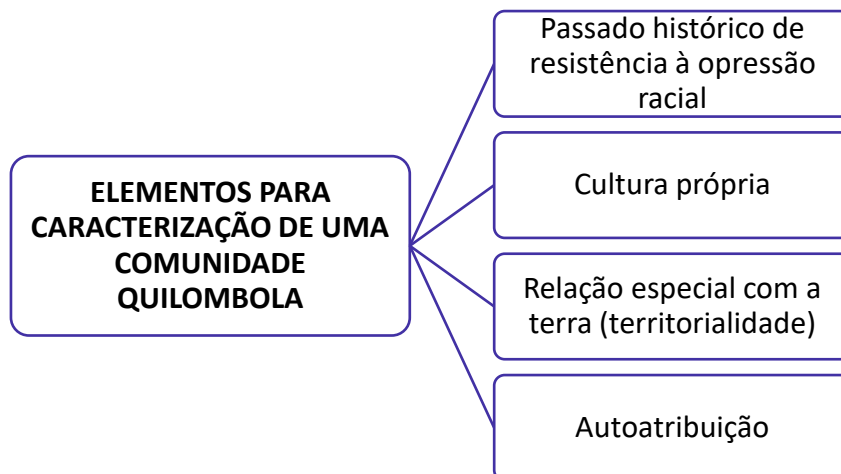 ELEMENTOS PARA
CARACTERIZAÇÃO DE UMA
COMUNIDADE
QUILOMBOLA
Passado histórico de
resistência à opressão
racial
Cultura própria
Relação especial com a
terra (territorialidade)
Autoatribuição